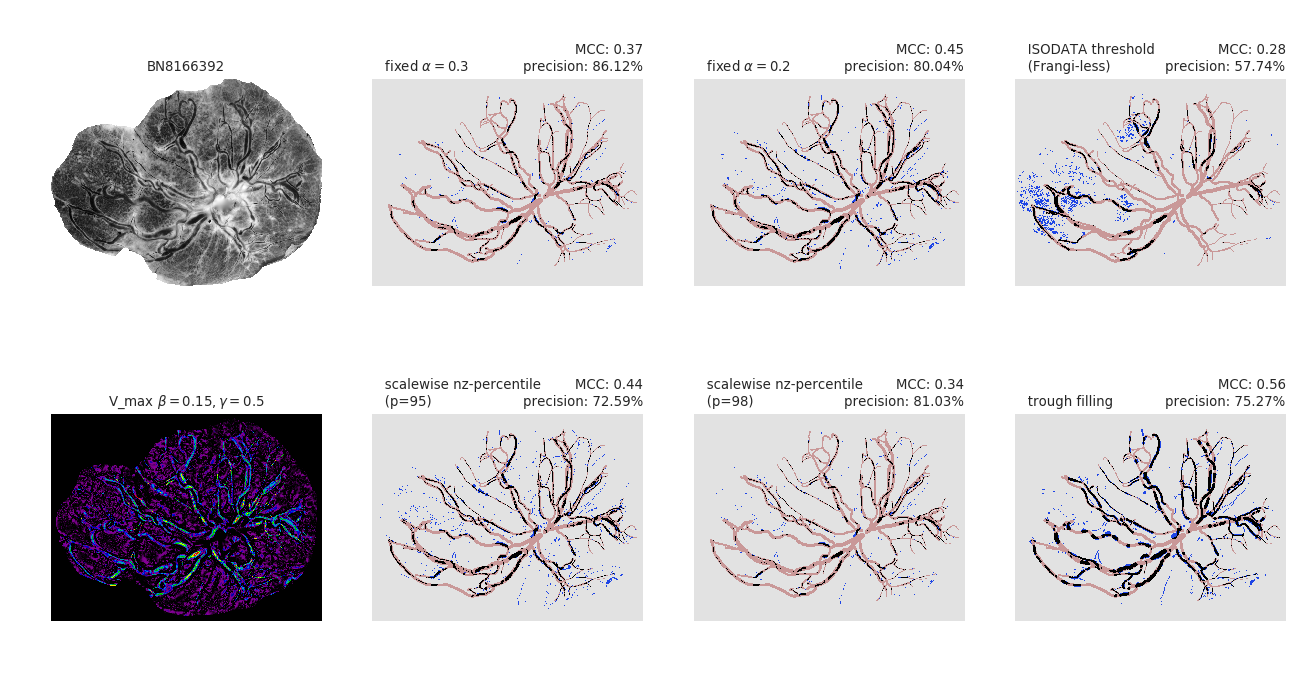 BN8166392
fixed α = 0.3
MCC: 0.37
precision: 86.12%
fixed α = 0.2
MCC: 0.45
precision: 80.04%
ISODATA threshold
(Frangi-less)
MCC: 0.28
precision: 57.74%
V_max β = 0.15, γ = 0.5
scalewise nz-percentile
(p=95)
MCC: 0.44
precision: 72.59%
scalewise nz-percentile
(p=98)
MCC: 0.34
precision: 81.03%
trough filling
MCC: 0.56
precision: 75.27%